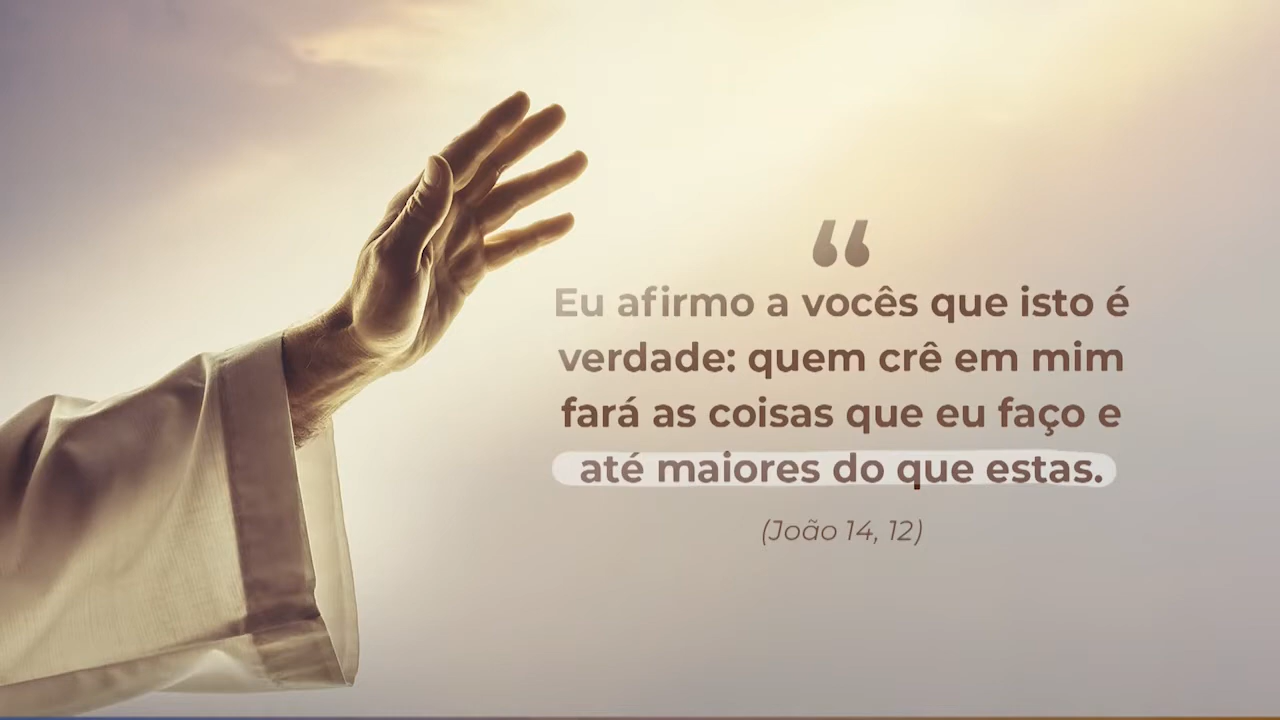 “
Eu afirmo a vocês que isto é
verdade: quem crê em mim
fará as coisas que eu faço e
até maiores do que estas.
(João 14, 12)